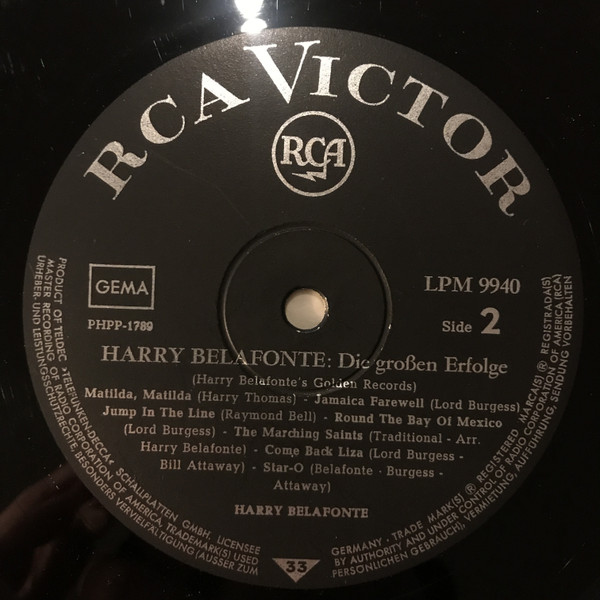 RCA VICTOR
RCA
GEMA
LPM 9940
PHPP-1789
Side 2
HARRY BELAFONTE: Die großen Erfolge
(Harry Belafonte's Golden Records)
Matilda, Matilda (Harry Thomas) - Jamaica Farewell (Lord Burgess)
Jump In The Line (Raymond Bell) - Round The Bay Of Mexico
(Lord Burgess) - The Marching Saints (Traditional - Arr.
Harry Belafonte) - Come Back Liza (Lord Burgess -
Bill Attaway) - Star-O (Belafonte - Burgess -
Attaway)
HARRY BELAFONTE
33
PRODUCT OF TELDEC »TELEFUNKEN-DECCA« SCHALLPLATTEN GMBH, LICENSEE
MASTER RECORDING OF RADIO CORPORATION OF AMERICA, TRADEMARK(S) USED
URHEBER, UND LEISTUNGSSCHUTZRECHTE, BESONDERS VERVIELFÄLTIGUNG (AUSSER ZUM
GERMANY - TRADE MARK(S) ® REGISTERED. MARCA(S) ® REGISTRADA(S)
BY AUTHORITY AND UNDER CONTROL OF RADIO CORPORATION OF AMERICA (RCA)
PERSÖNLICHEN GEBRAUCH), VERMIETUNG, AUFFÜHRUNG, SENDUNG VORBEHALTEN